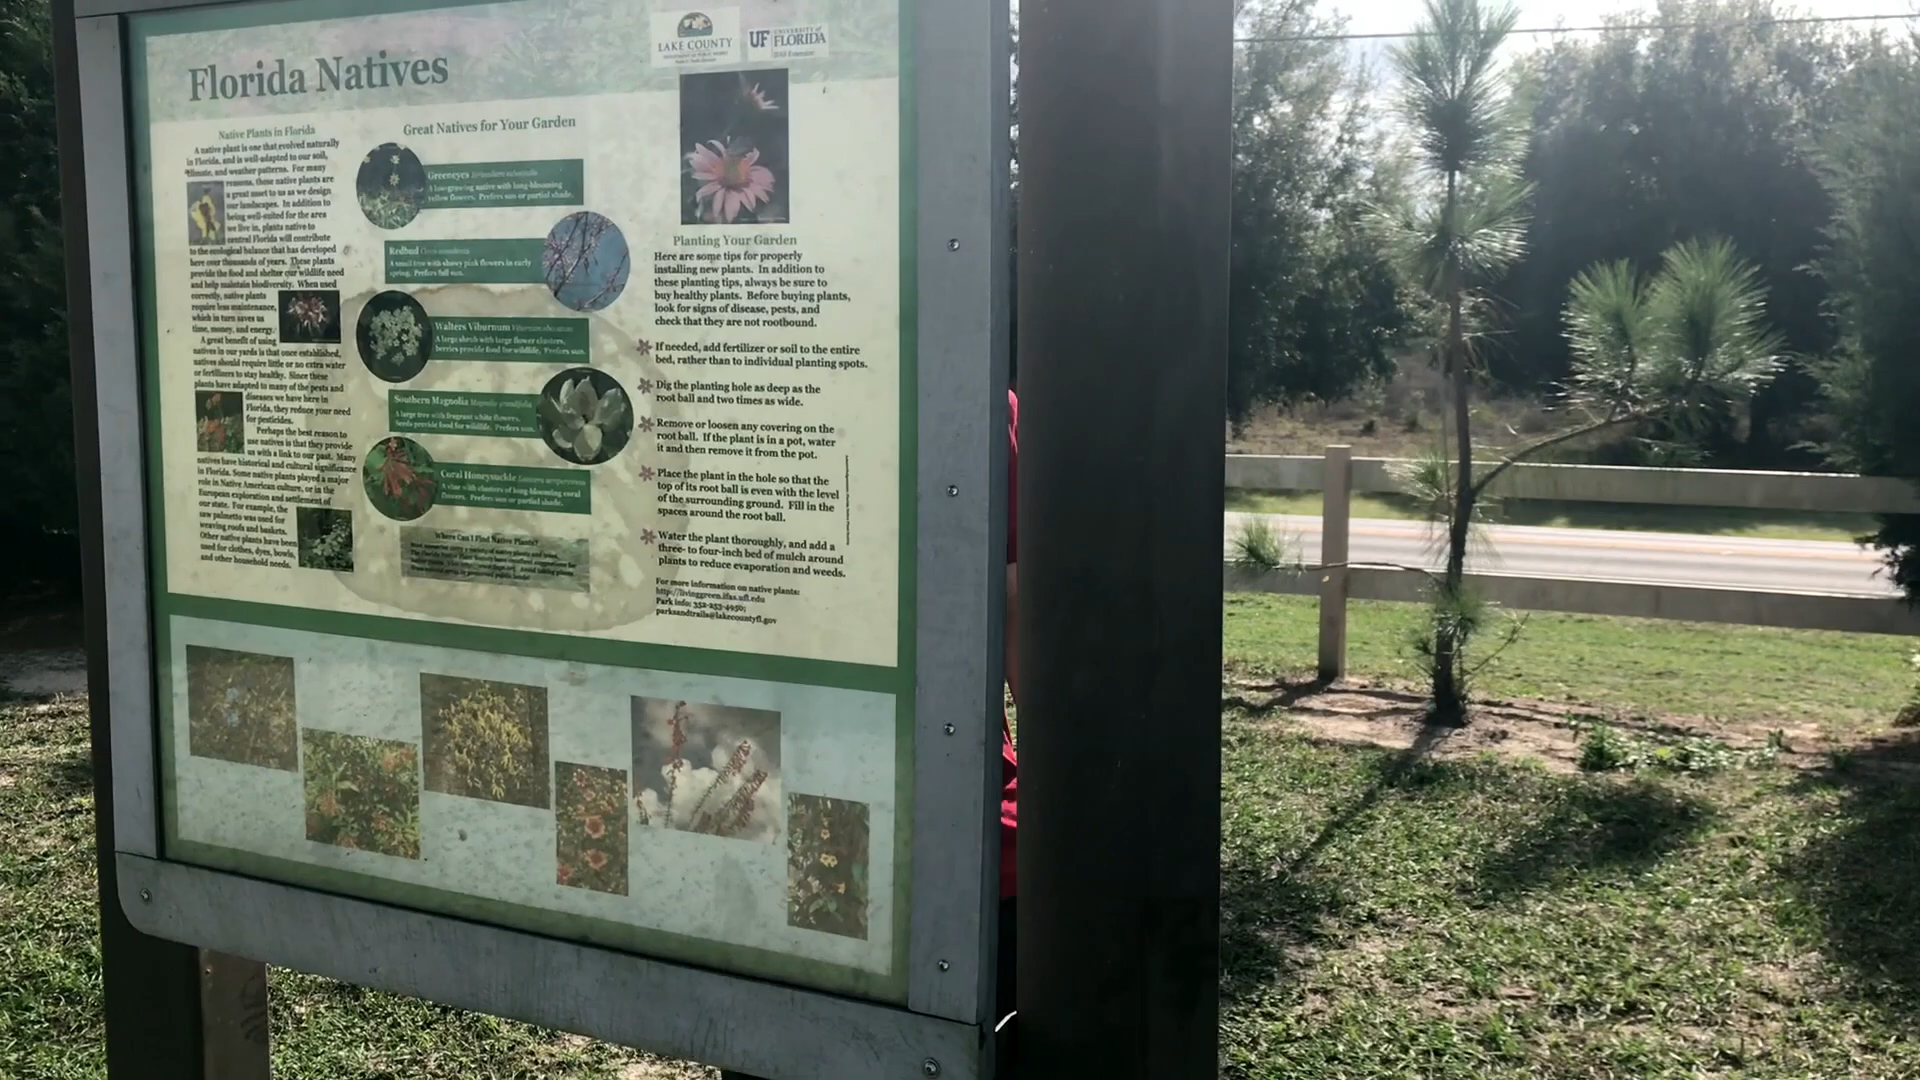 Florida Natives
LAKE COUNTY
UF UNIVERSITY of
FLORIDA
IFAS Extension
Native Plants in Florida
A native plant is one that evolved naturally
in Florida, and is well-adapted to our soil,
climate, and weather patterns. For many
reasons, these native plants are
a great asset to us as we design
our landscapes. In addition to
being well-suited for the area
we live in, plants native to
central Florida will contribute
to the ecological balance that has developed
here over thousands of years. These plants
provide the food and shelter our wildlife need
and help maintain biodiversity. When used
correctly, native plants
require less maintenance,
which in turn saves us
time, money, and energy.
A great benefit of using
natives in our yards is that once established,
natives should require little or no extra water
or fertilizers to stay healthy. Since these
plants have adapted to many of the pests and
diseases we have here in
Florida, they reduce your need
for pesticides.
Perhaps the best reason to
use natives is that they provide
us with a link to our past. Many
natives have historical and cultural significance
in Florida. Some native plants played a major
role in Native American culture, or in the
European exploration and settlement of
our state. For example, the
saw palmetto was used for
weaving roofs and baskets.
Other native plants have been
used for clothes, dyes, bowls,
and other household needs.
Great Natives for Your Garden
Greeneyes
A low-growing native with long-blooming
yellow flowers. Prefers sun or partial shade.
Redbud
A small tree with showy pink flowers in early
spring. Prefers full sun.
Walters Viburnum
A large shrub with large flower clusters,
berries provide food for wildlife. Prefers sun.
Southern Magnolia Magnolia grandiflora
A large tree with fragrant white flowers.
Seeds provide food for wildlife. Prefers sun.
Coral Honeysuckle
A vine with clusters of long-blooming coral
flowers. Prefers sun or partial shade.
Where Can I Find Native Plants?
Planting Your Garden
Here are some tips for properly
installing new plants. In addition to
these planting tips, always be sure to
buy healthy plants. Before buying plants,
look for signs of disease, pests, and
check that they are not rootbound.
If needed, add fertilizer or soil to the entire
bed, rather than to individual planting spots.
Dig the planting hole as deep as the
root ball and two times as wide.
Remove or loosen any covering on the
root ball. If the plant is in a pot, water
it and then remove it from the pot.
Place the plant in the hole so that the
top of its root ball is even with the level
of the surrounding ground. Fill in the
spaces around the root ball.
Water the plant thoroughly, and add a
three- to four-inch bed of mulch around
plants to reduce evaporation and weeds.
For more information on native plants:
http://livinggreen.ifas.ufl.edu
Park info: 352-253-4950;
parksandtrails@lakecountyfl.gov